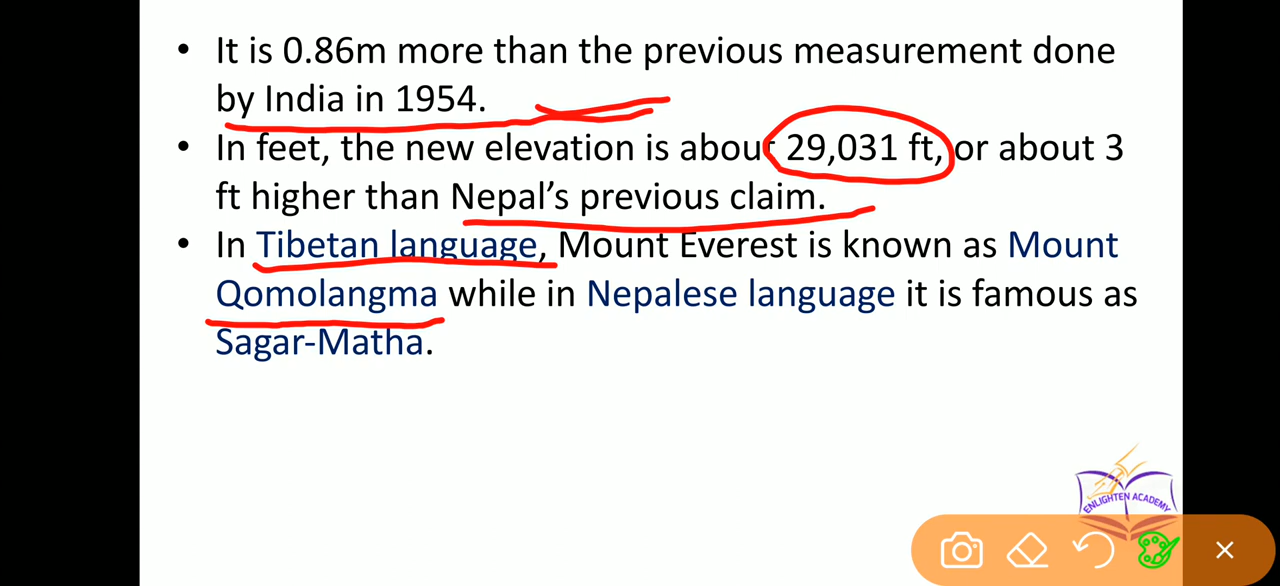 • It is 0.86m more than the previous measurement done
by India in 1954.
• In feet, the new elevation is about 29,031 ft, or about 3
ft higher than Nepal's previous claim.
• In Tibetan language, Mount Everest is known as Mount
Qomolangma while in Nepalese language it is famous as
Sagar-Matha.
ENLIGHTEN ACADEMY